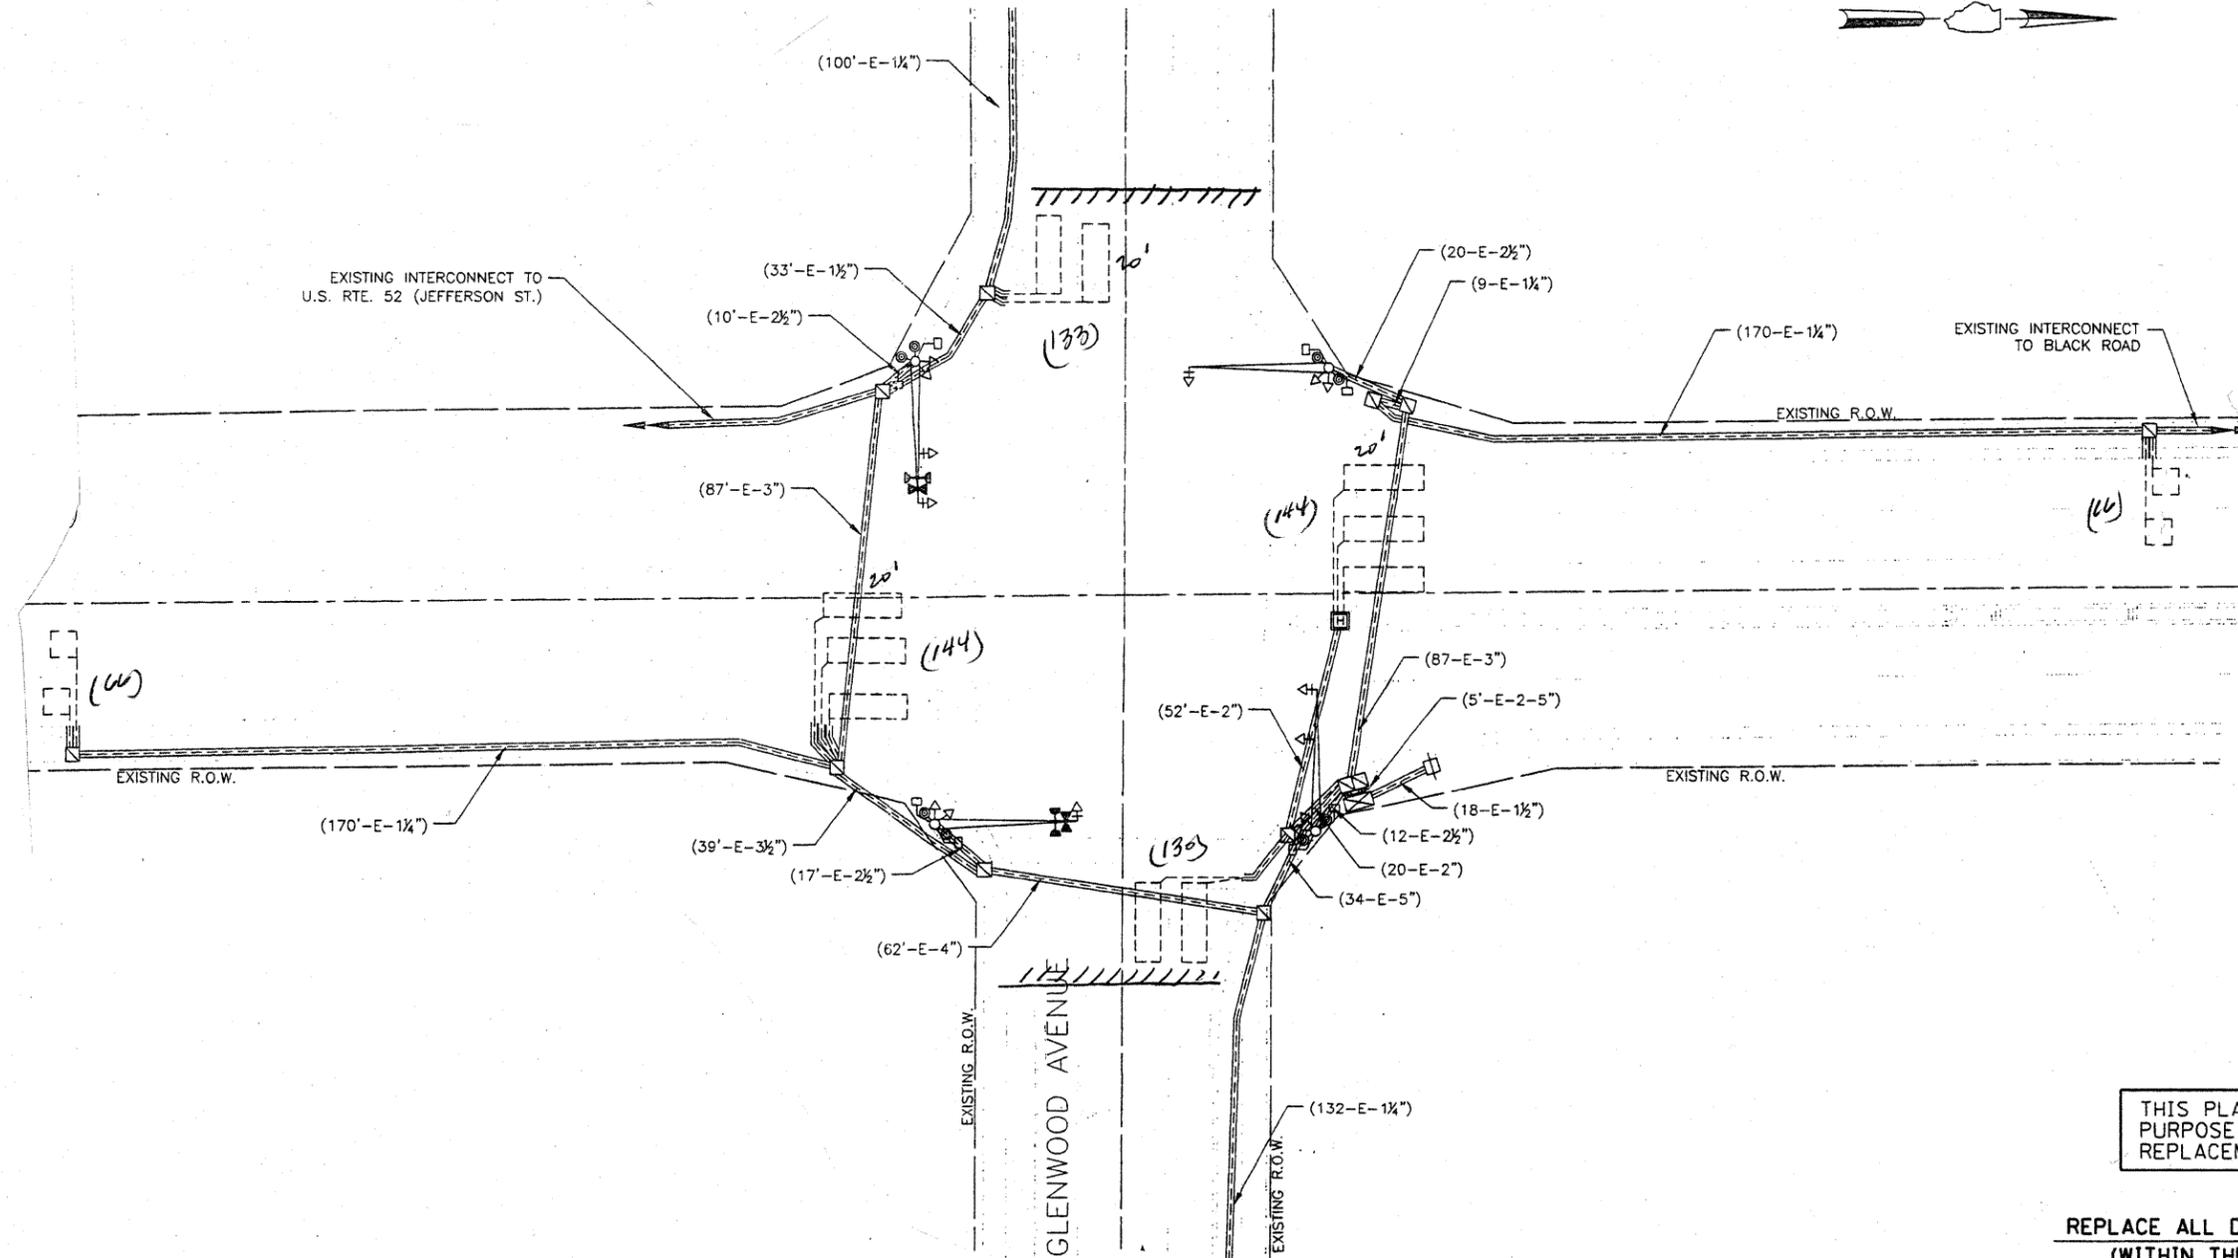 (100'-E-1¼")
EXISTING INTERCONNECT TO
U.S. RTE. 52 (JEFFERSON ST.)
(33'-E-1½")
(10'-E-2½")
20'
(133)
(20-E-2½")
(9-E-1¼")
(170-E-1¼")
EXISTING INTERCONNECT
TO BLACK ROAD
EXISTING R.O.W.
20'
(87'-E-3")
(144)
(66)
20'
(144)
(66)
(87-E-3")
(5'-E-2-5")
(52'-E-2")
EXISTING R.O.W.
EXISTING R.O.W.
(170'-E-1¼")
(39'-E-3½")
(17'-E-2½")
(130)
(18-E-1½")
(12-E-2½")
(20-E-2")
(34-E-5")
(62'-E-4")
EXISTING R.O.W.
GLENWOOD AVENUE
(132-E-1¼")
EXISTING R.O.W.
THIS PLA
PURPOSE
REPLACEM
REPLACE ALL D
(WITHIN TH